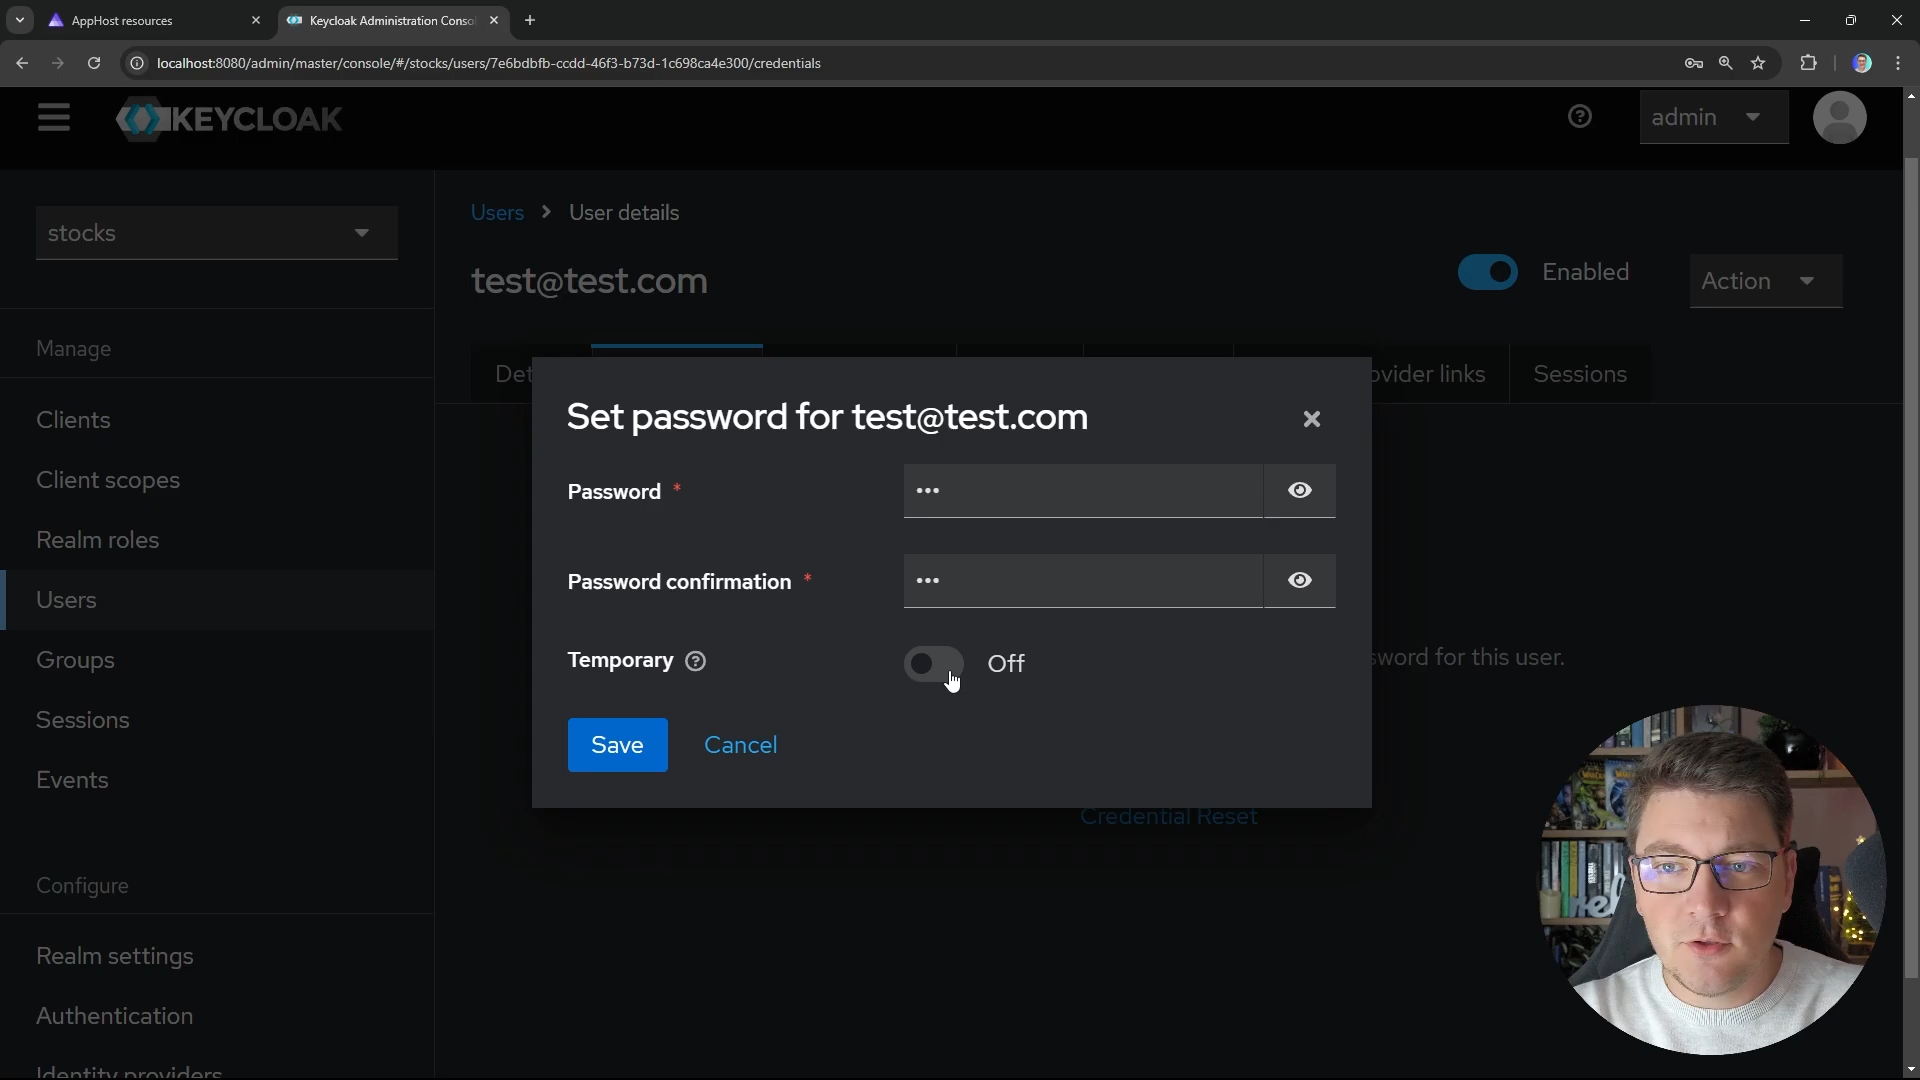 AppHost resources
Keycloak Administration Conso
localhost:8080/admin/master/console/#/stocks/users/7e6bdbfb-ccdd-46f3-b73d-1c698ca4e300/credentials
KEYCLOAK
admin
stocks
Users
User details
test@test.com
Enabled
Action
Manage
Det
ovider links
Sessions
Clients
Client scopes
Realm roles
Users
Groups
Sessions
Events
Configure
Realm settings
Authentication
Identity providers
Set password for test@test.com
Password *
•••
Password confirmation *
•••
Temporary
Off
Save
Cancel
sword for this user.
Credential Reset